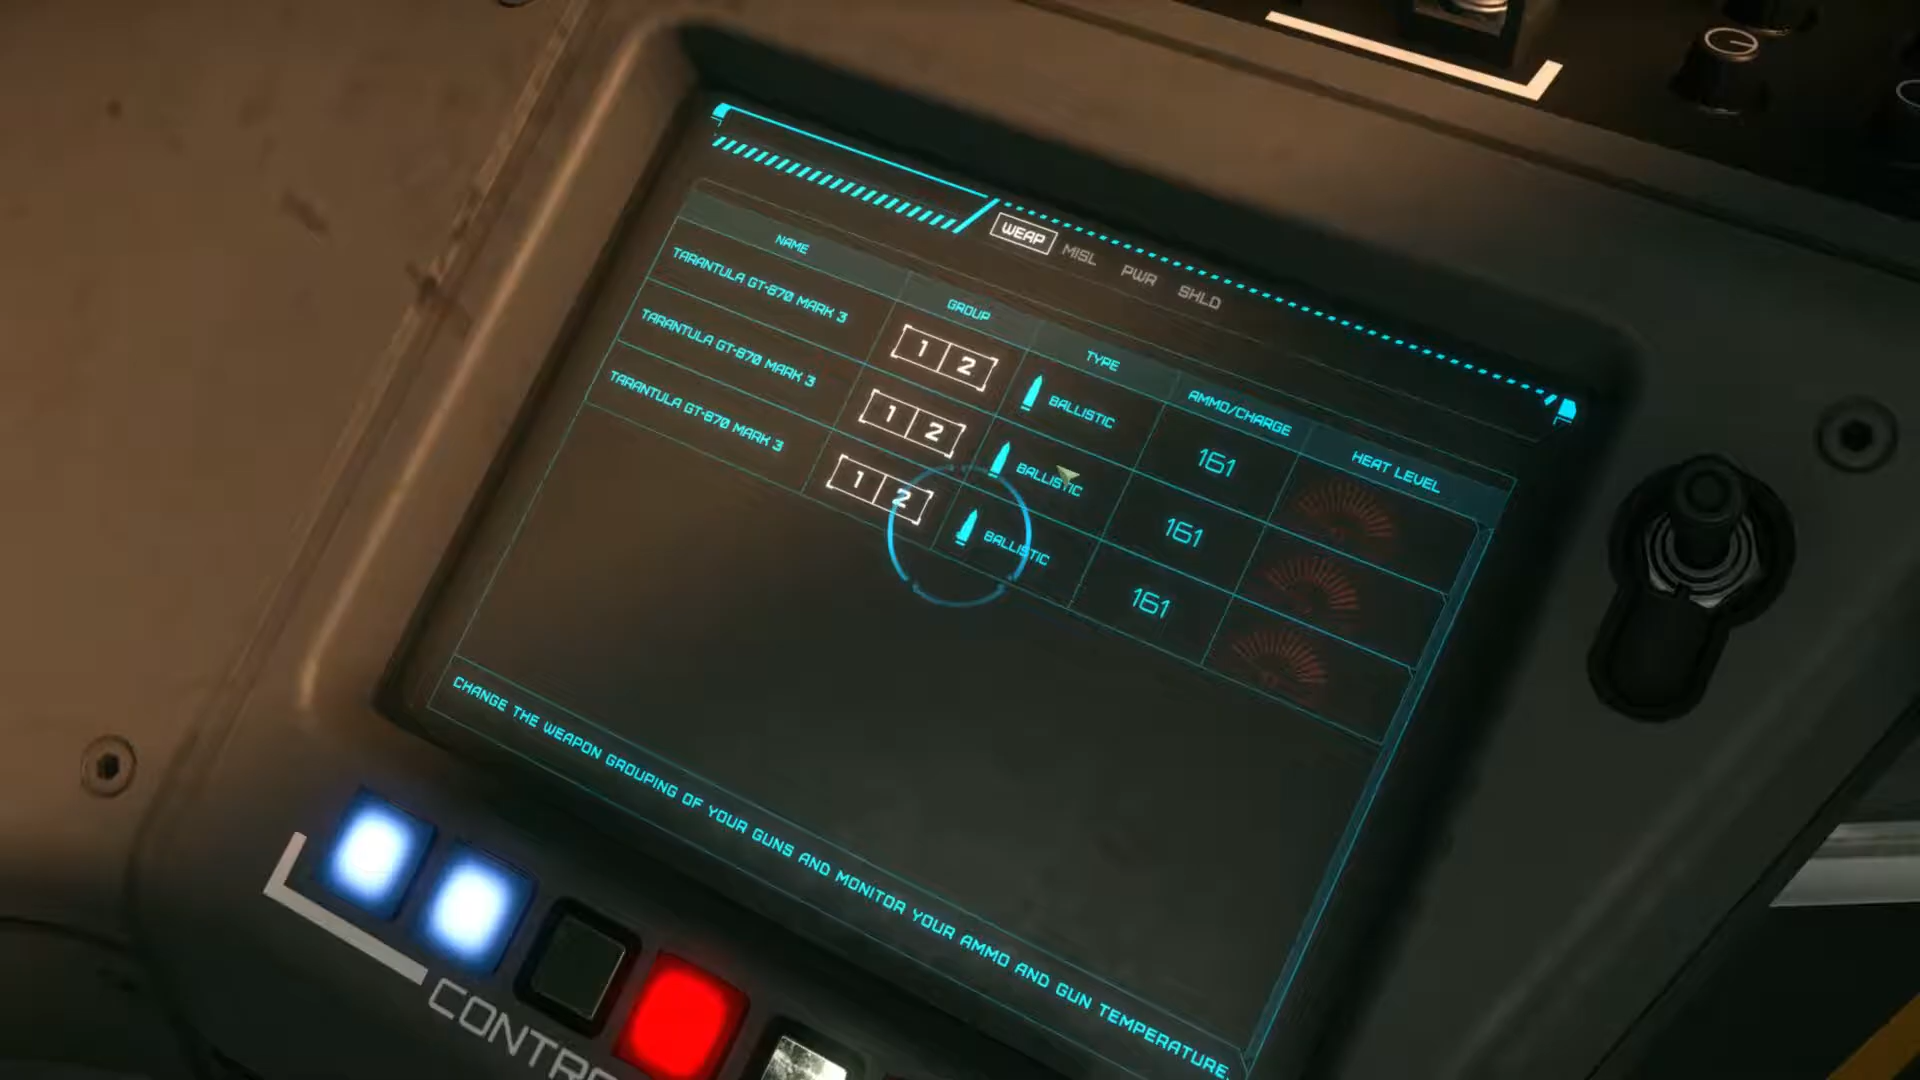 WEAP MISL PWR SHLD
NAME GROUP TYPE AMMO/CHARGE HEAT LEVEL
TARANTULA GT-870 MARK 3 1 2 BALLISTIC 161
TARANTULA GT-870 MARK 3 1 2 BALLISTIC 161
TARANTULA GT-870 MARK 3 1 2 BALLISTIC 161
CHANGE THE WEAPON GROUPING OF YOUR GUNS AND MONITOR YOUR AMMO AND GUN TEMPERATURE.
CONTR